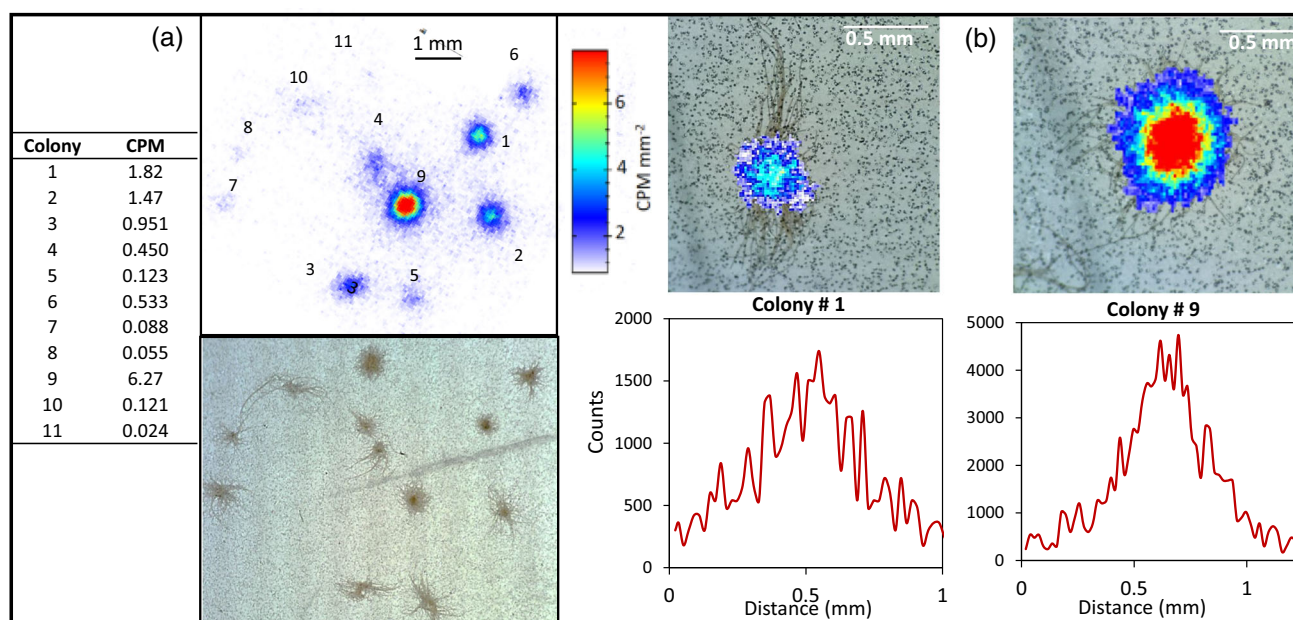 (a)
11
1 mm
6
10
4
8
1
9
7
2
3
5
6
4
2
CPM mm⁻²
Colony CPM
1 1.82
2 1.47
3 0.951
4 0.450
5 0.123
6 0.533
7 0.088
8 0.055
9 6.27
10 0.121
11 0.024
0.5 mm
(b)
0.5 mm
Colony # 1
2000
1500
1000
500
0
Counts
0 0.5 1
Distance (mm)
Colony # 9
5000
4000
3000
2000
1000
0
0 0.5 1
Distance (mm)